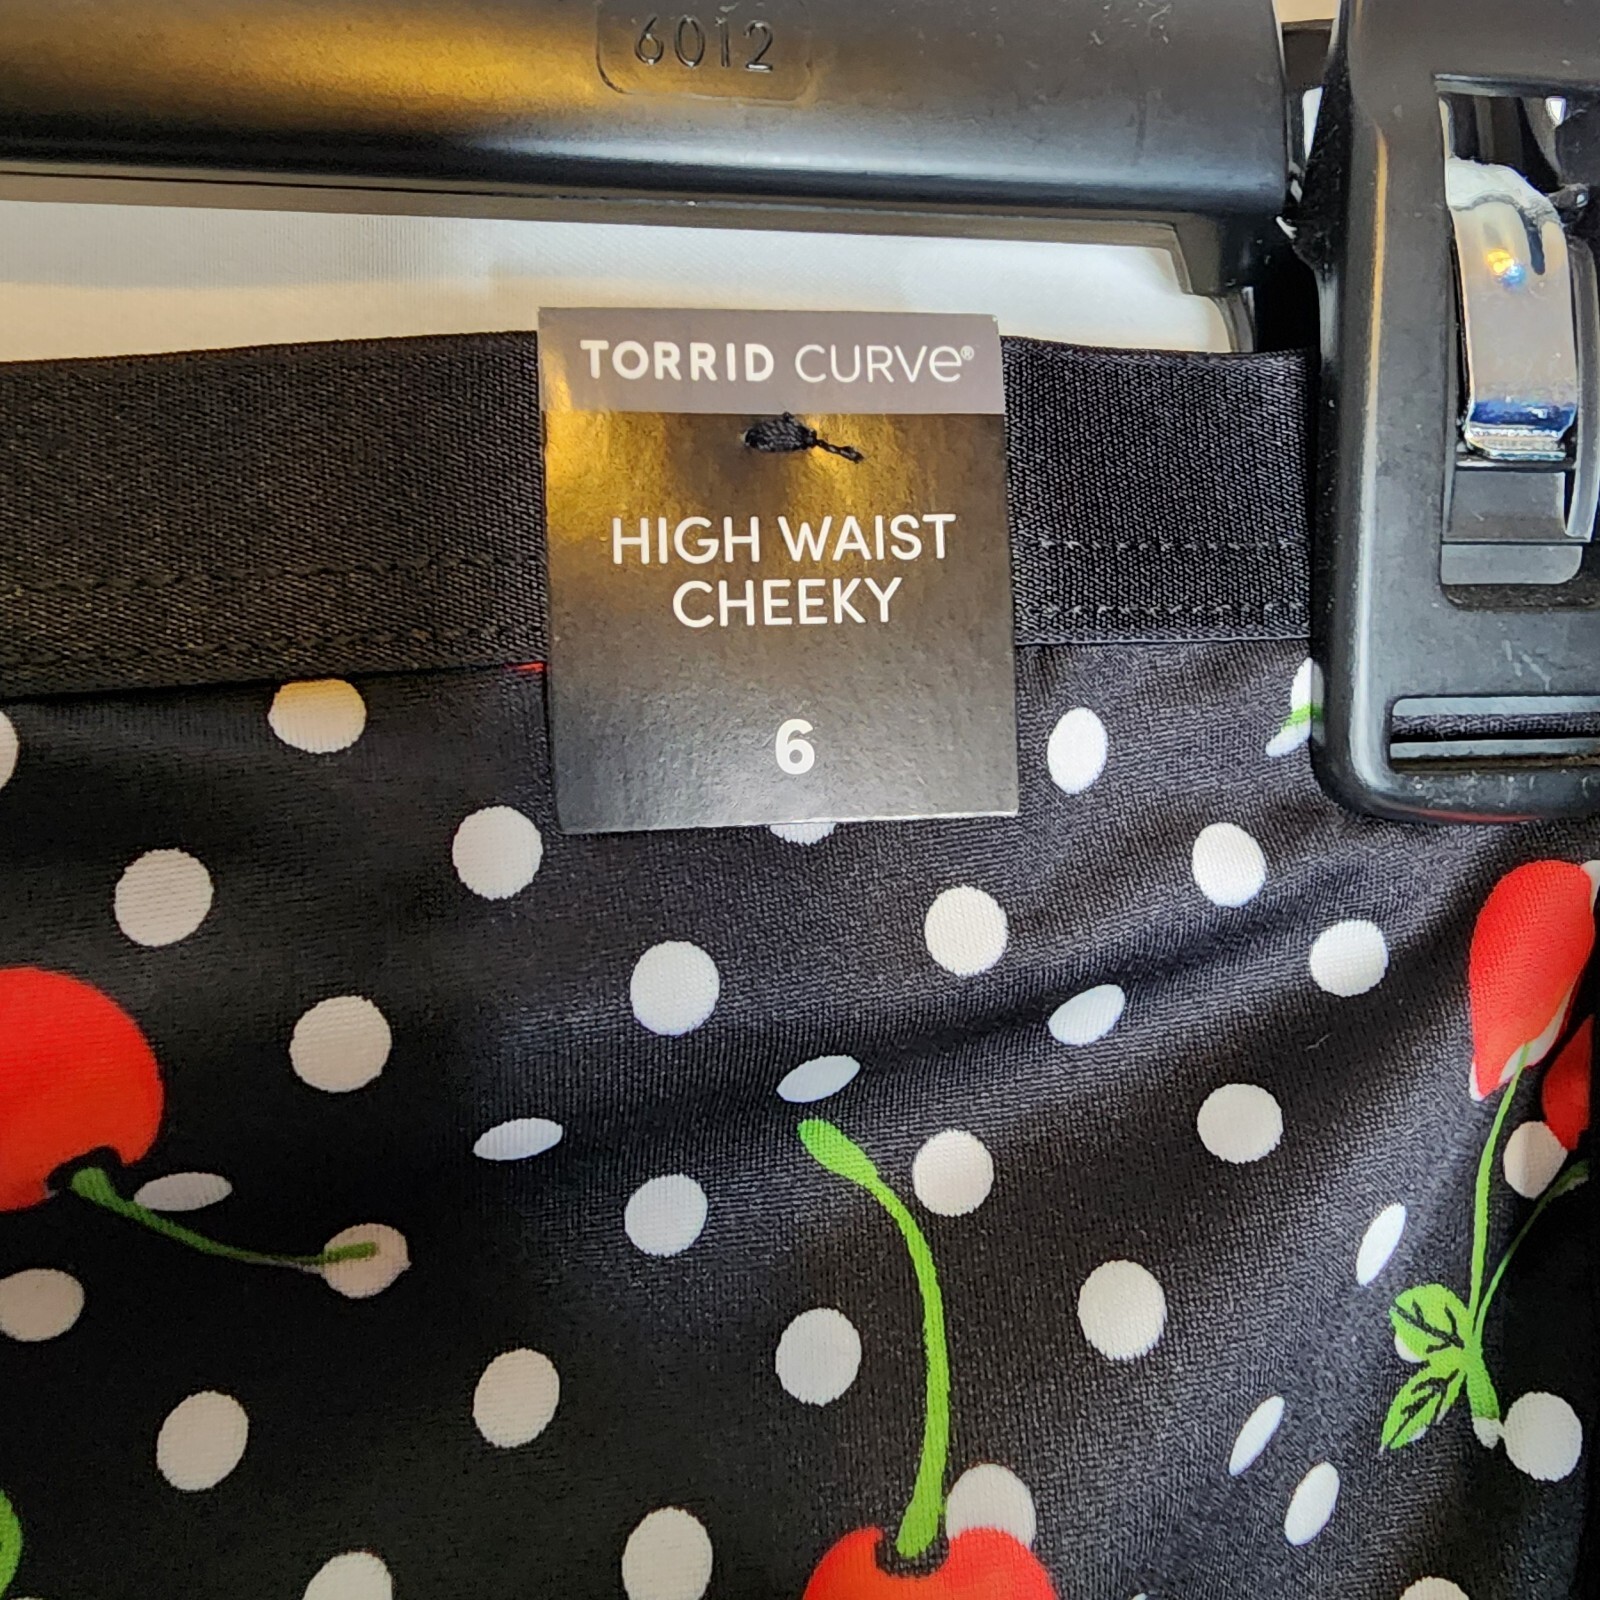 6012
TORRID CURVE®
HIGH WAIST
CHEEKY
6